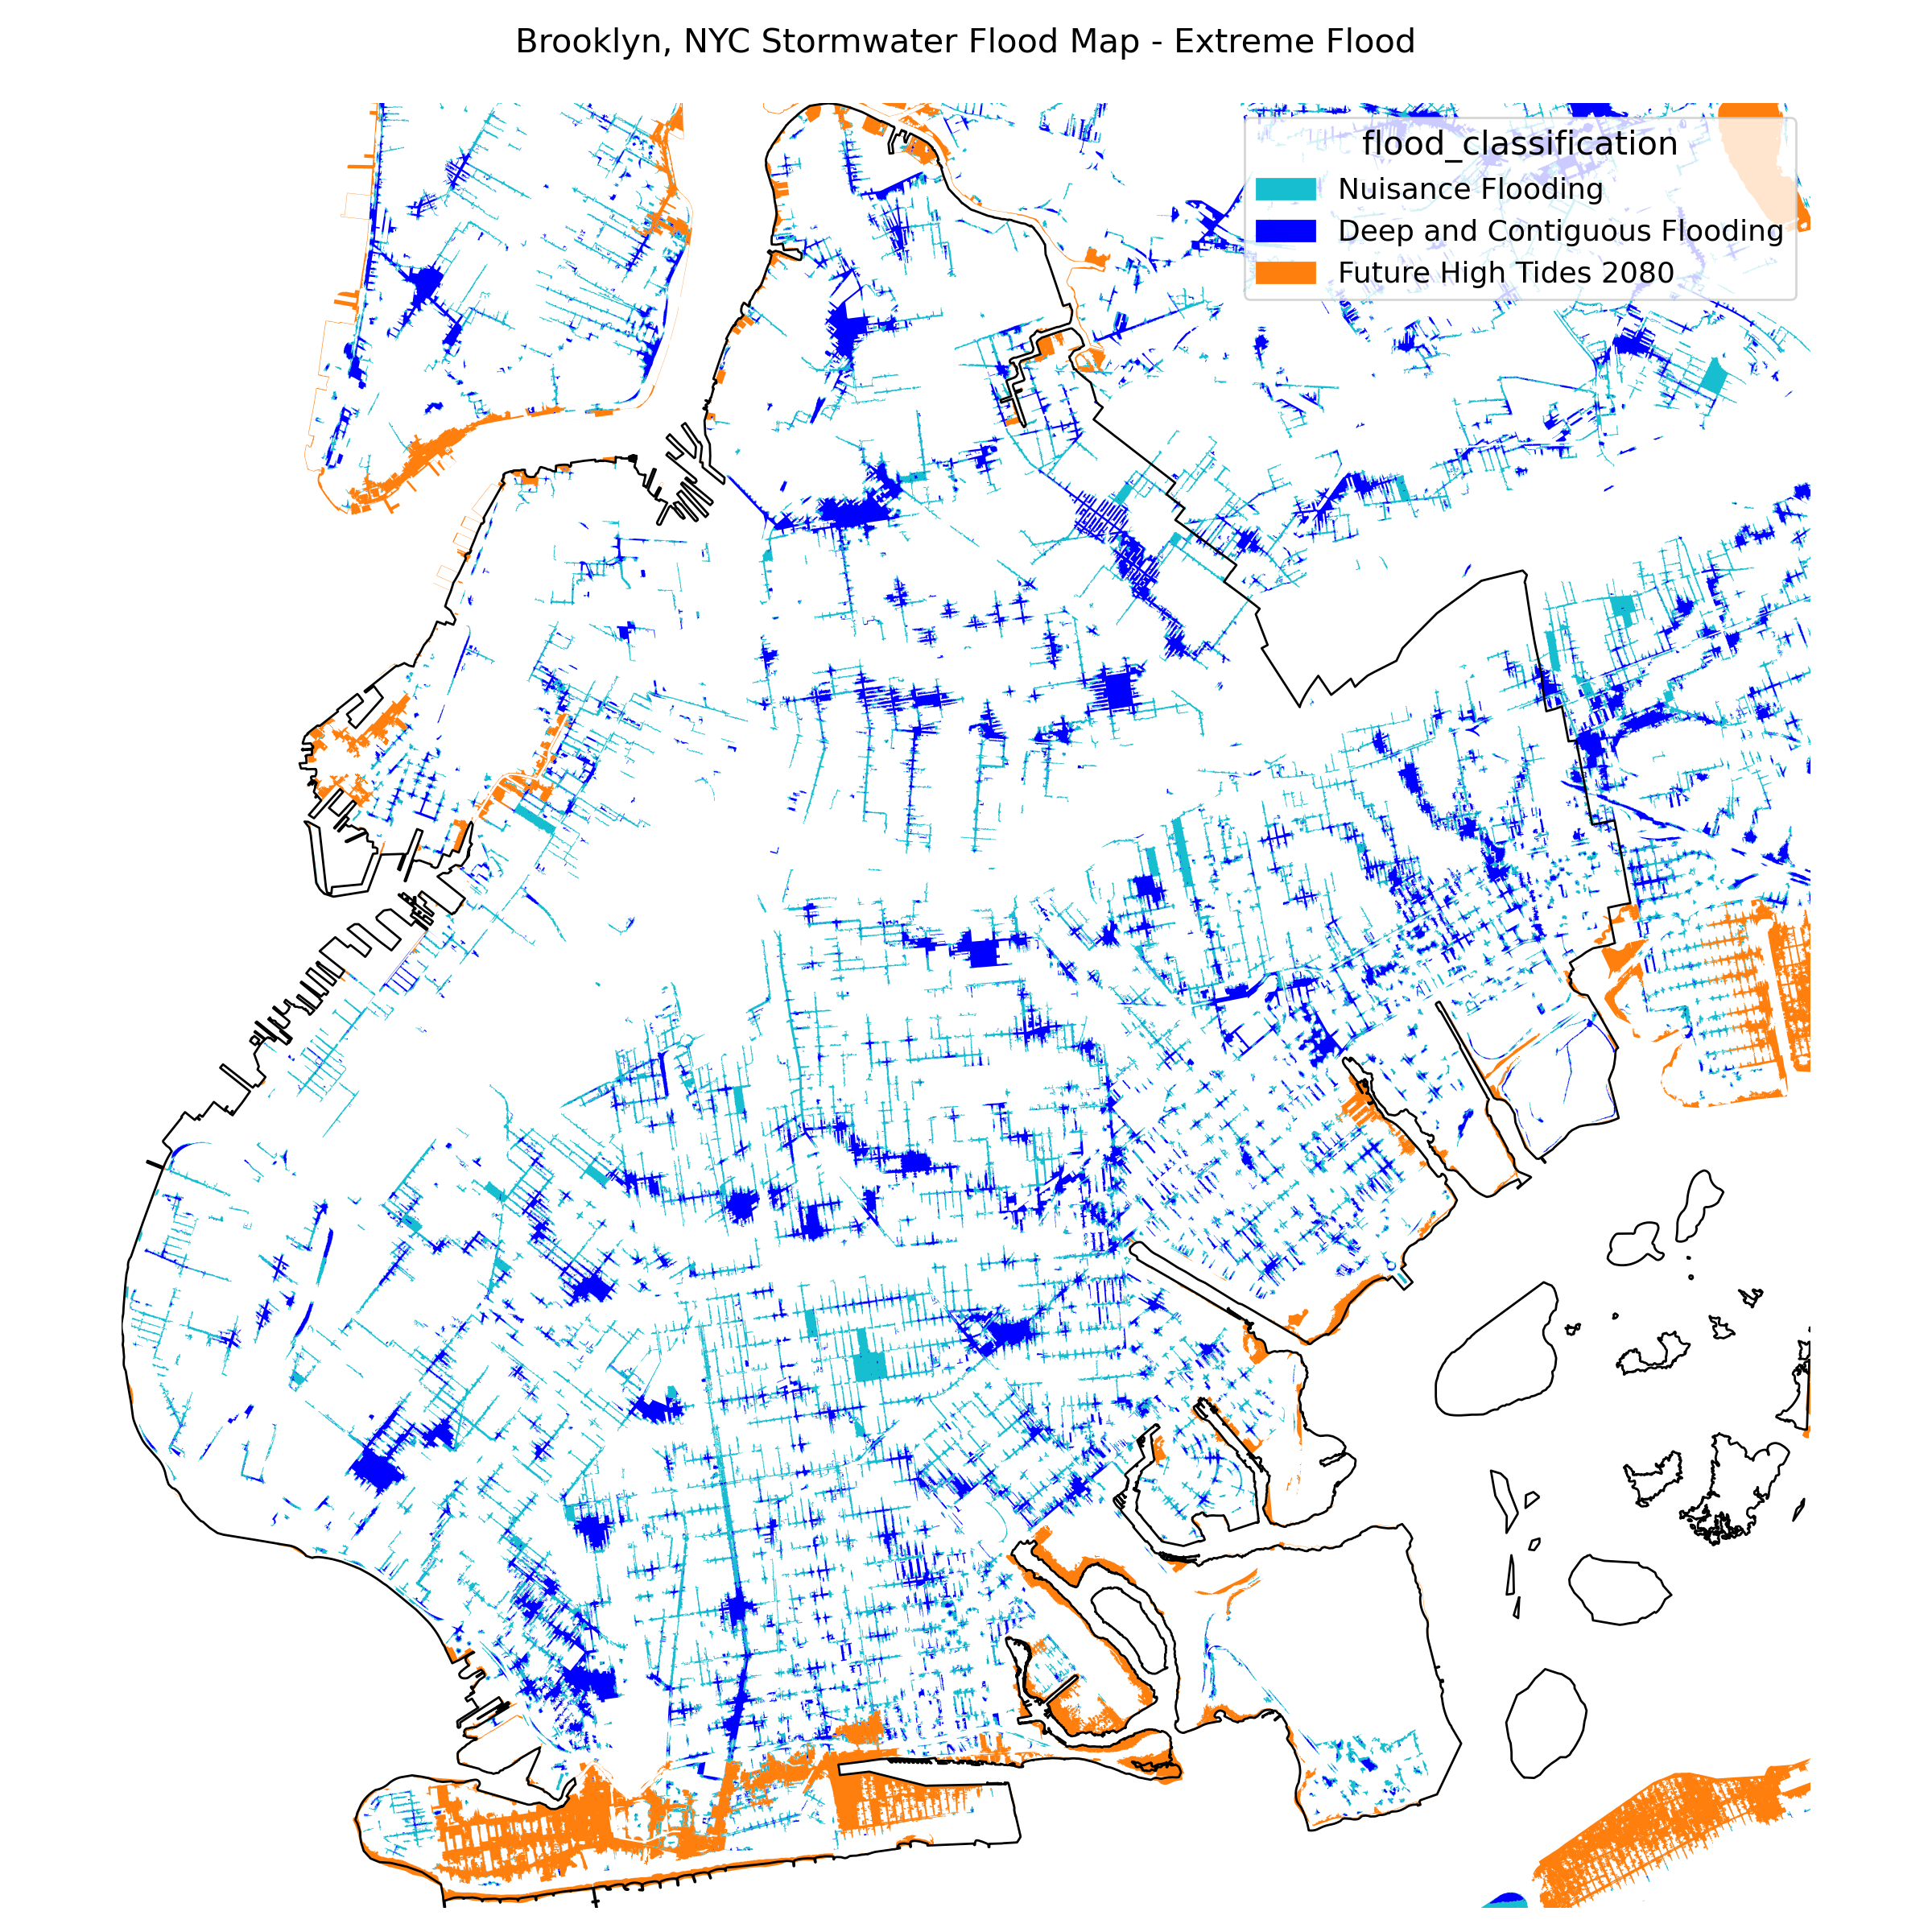 Brooklyn, NYC Stormwater Flood Map - Extreme Flood
flood_classification
Nuisance Flooding
Deep and Contiguous Flooding
Future High Tides 2080